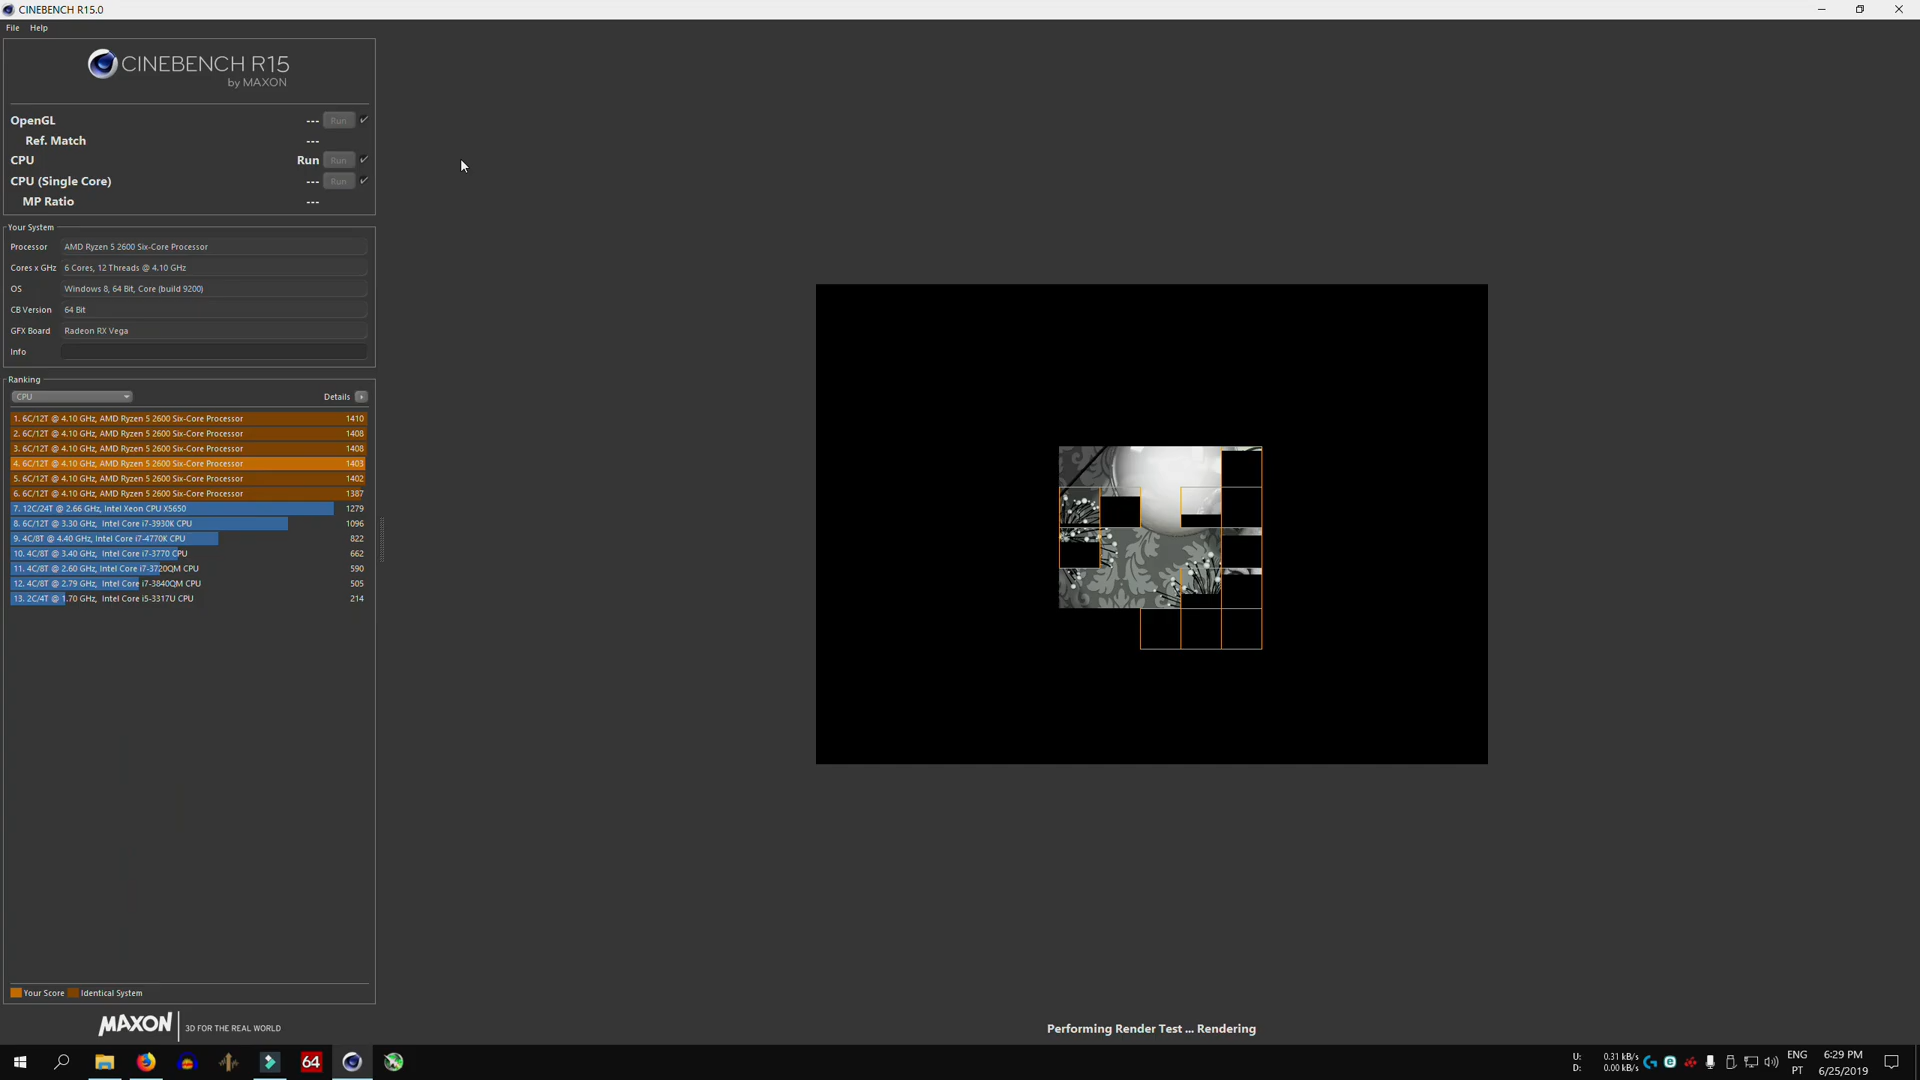 CINEBENCH R15.0
File Help
CINEBENCH R15
by MAXON
OpenGL --- Run
Ref. Match ---
CPU Run Run
CPU (Single Core) --- Run
MP Ratio ---
Your System
Processor AMD Ryzen 5 2600 Six-Core Processor
Cores x GHz 6 Cores, 12 Threads @ 4.10 GHz
OS Windows 8, 64 Bit, Core (build 9200)
CB Version 64 Bit
GFX Board Radeon RX Vega
Info
Ranking
CPU Details
1. 6C/12T @ 4.10 GHz, AMD Ryzen 5 2600 Six-Core Processor 1410
2. 6C/12T @ 4.10 GHz, AMD Ryzen 5 2600 Six-Core Processor 1408
3. 6C/12T @ 4.10 GHz, AMD Ryzen 5 2600 Six-Core Processor 1408
4. 6C/12T @ 4.10 GHz, AMD Ryzen 5 2600 Six-Core Processor 1403
5. 6C/12T @ 4.10 GHz, AMD Ryzen 5 2600 Six-Core Processor 1402
6. 6C/12T @ 4.10 GHz, AMD Ryzen 5 2600 Six-Core Processor 1387
7. 12C/24T @ 2.66 GHz, Intel Xeon CPU X5650 1279
8. 6C/12T @ 3.30 GHz, Intel Core i7-3930K CPU 1096
9. 4C/8T @ 4.40 GHz, Intel Core i7-4770K CPU 822
10. 4C/8T @ 3.40 GHz, Intel Core i7-3770 CPU 662
11. 4C/8T @ 2.60 GHz, Intel Core i7-3720QM CPU 590
12. 4C/8T @ 2.79 GHz, Intel Core i7-3840QM CPU 505
13. 2C/4T @ 1.70 GHz, Intel Core i5-3317U CPU 214
Your Score Identical System
MAXON 3D FOR THE REAL WORLD
Performing Render Test ... Rendering
64
U: 0.31 kB/s
D: 0.00 kB/s
ENG
PT
6:29 PM
6/25/2019